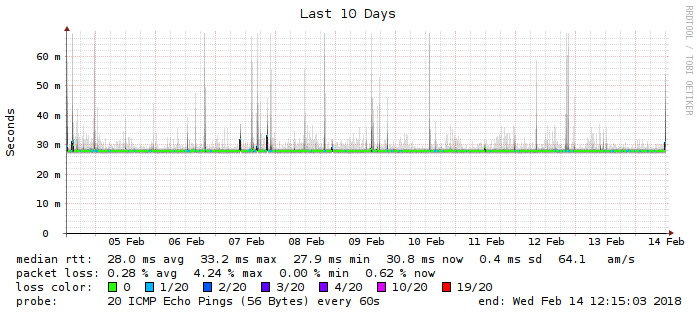 Last 10 Days
RRDTOOL / TOBI OETIKER
Seconds
60 m
50 m
40 m
30 m
20 m
10 m
0
05 Feb 06 Feb 07 Feb 08 Feb 09 Feb 10 Feb 11 Feb 12 Feb 13 Feb 14 Feb
median rtt: 28.0 ms avg 33.2 ms max 27.9 ms min 30.8 ms now 0.4 ms sd 64.1 am/s
packet loss: 0.28 % avg 4.24 % max 0.00 % min 0.62 % now
loss color: 0 1/20 2/20 3/20 4/20 10/20 19/20
probe: 20 ICMP Echo Pings (56 Bytes) every 60s end: Wed Feb 14 12:15:03 2018